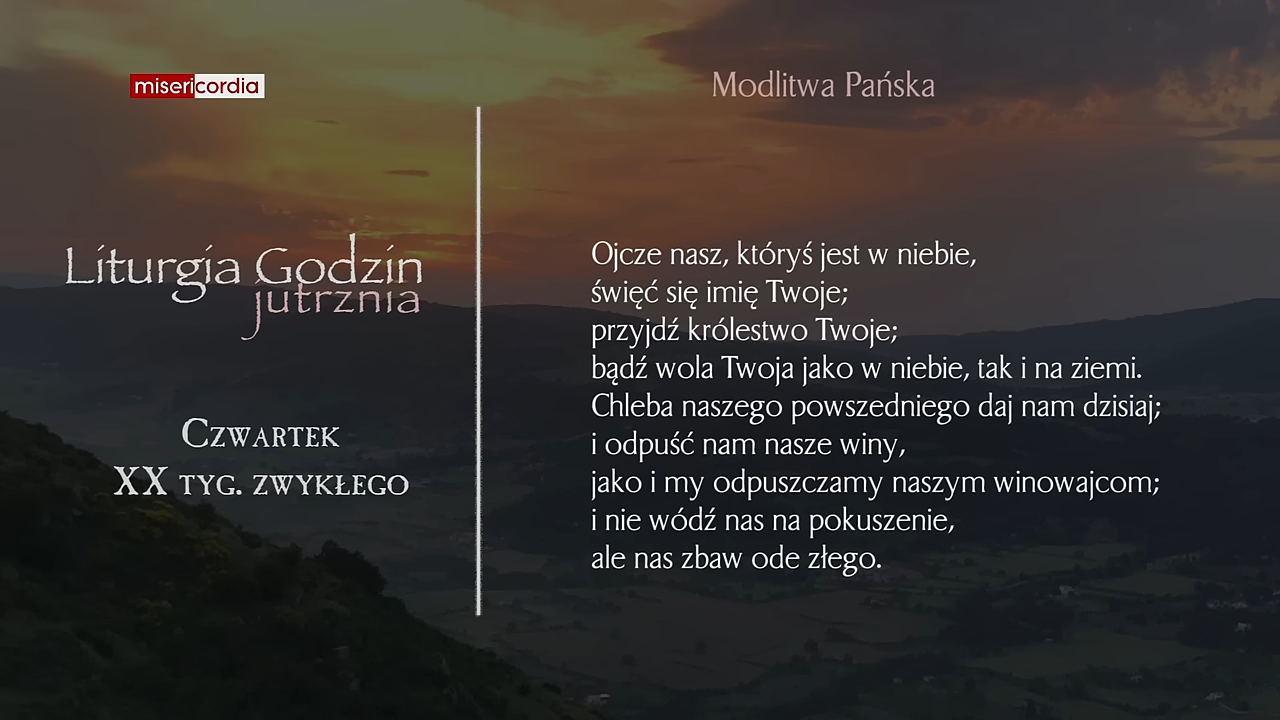 misericordia
Modlitwa Pańska
Liturgia Godzin
jutrznia
Czwartek
XX tyg. zwykłego
Ojcze nasz, któryś jest w niebie,
święć się imię Twoje;
przyjdź królestwo Twoje;
bądź wola Twoja jako w niebie, tak i na ziemi.
Chleba naszego powszedniego daj nam dzisiaj;
i odpuść nam nasze winy,
jako i my odpuszczamy naszym winowajcom;
i nie wódź nas na pokuszenie,
ale nas zbaw ode złego.